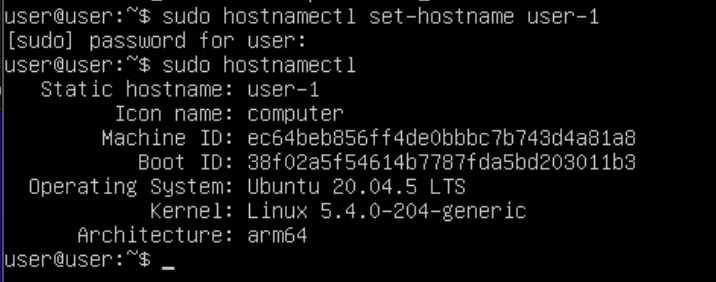 user@user:~$ sudo hostnamectl set-hostname user-1
[sudo] password for user:
user@user:~$ sudo hostnamectl
   Static hostname: user-1
         Icon name: computer
        Machine ID: ec64beb856ff4de0bbbc7b743d4a81a8
           Boot ID: 38f02a5f54614b7787fda5bd203011b3
  Operating System: Ubuntu 20.04.5 LTS
            Kernel: Linux 5.4.0-204-generic
      Architecture: arm64
user@user:~$ _